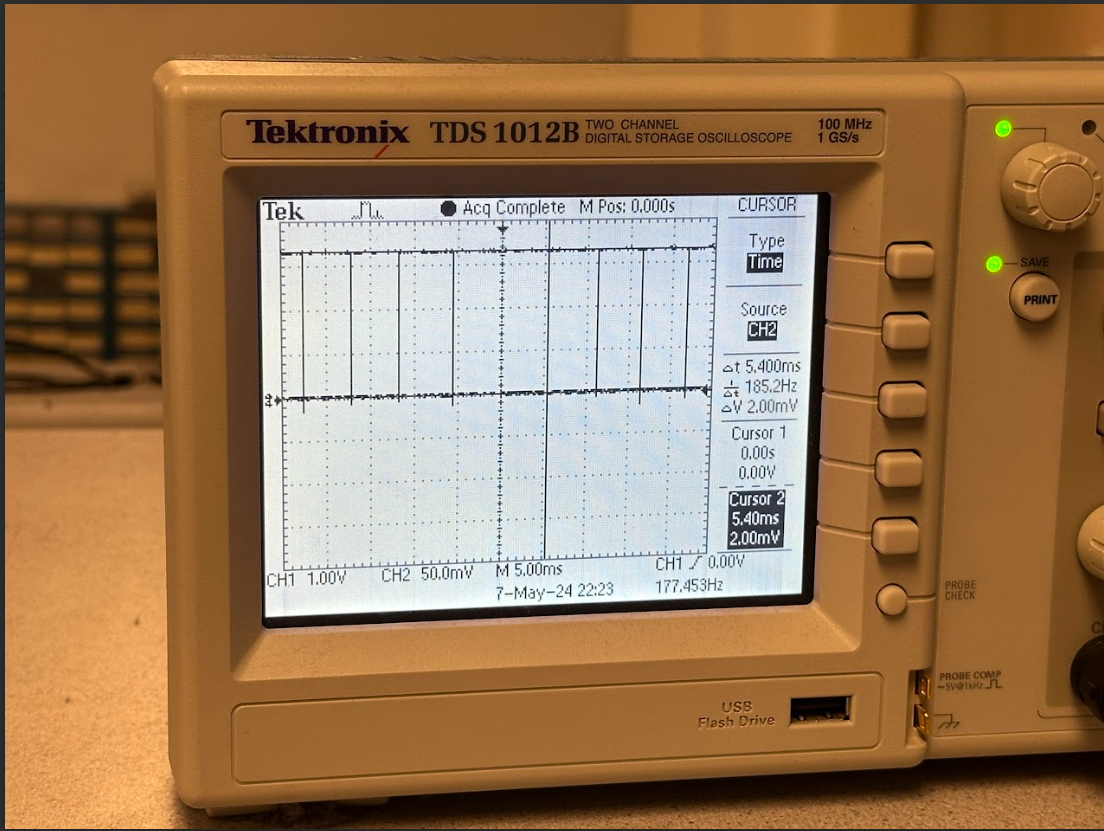 Tektronix TDS 1012B TWO CHANNEL DIGITAL STORAGE OSCILLOSCOPE 100 MHz 1 GS/s
Tek Acq Complete M Pos: 0.000s CURSOR
Type
Time
Source
CH2
Δt 5.400ms
1/Δt 185.2Hz
ΔV 2.00mV
Cursor 1
0.00s
0.00V
Cursor 2
5.40ms
2.00mV
CH1 1.00V CH2 50.0mV M 5.00ms CH1 0.00V
7-May-24 22:23 177.453Hz
SAVE
PRINT
PROBE
CHECK
PROBE COMP
~5V@1kHz
USB
Flash Drive